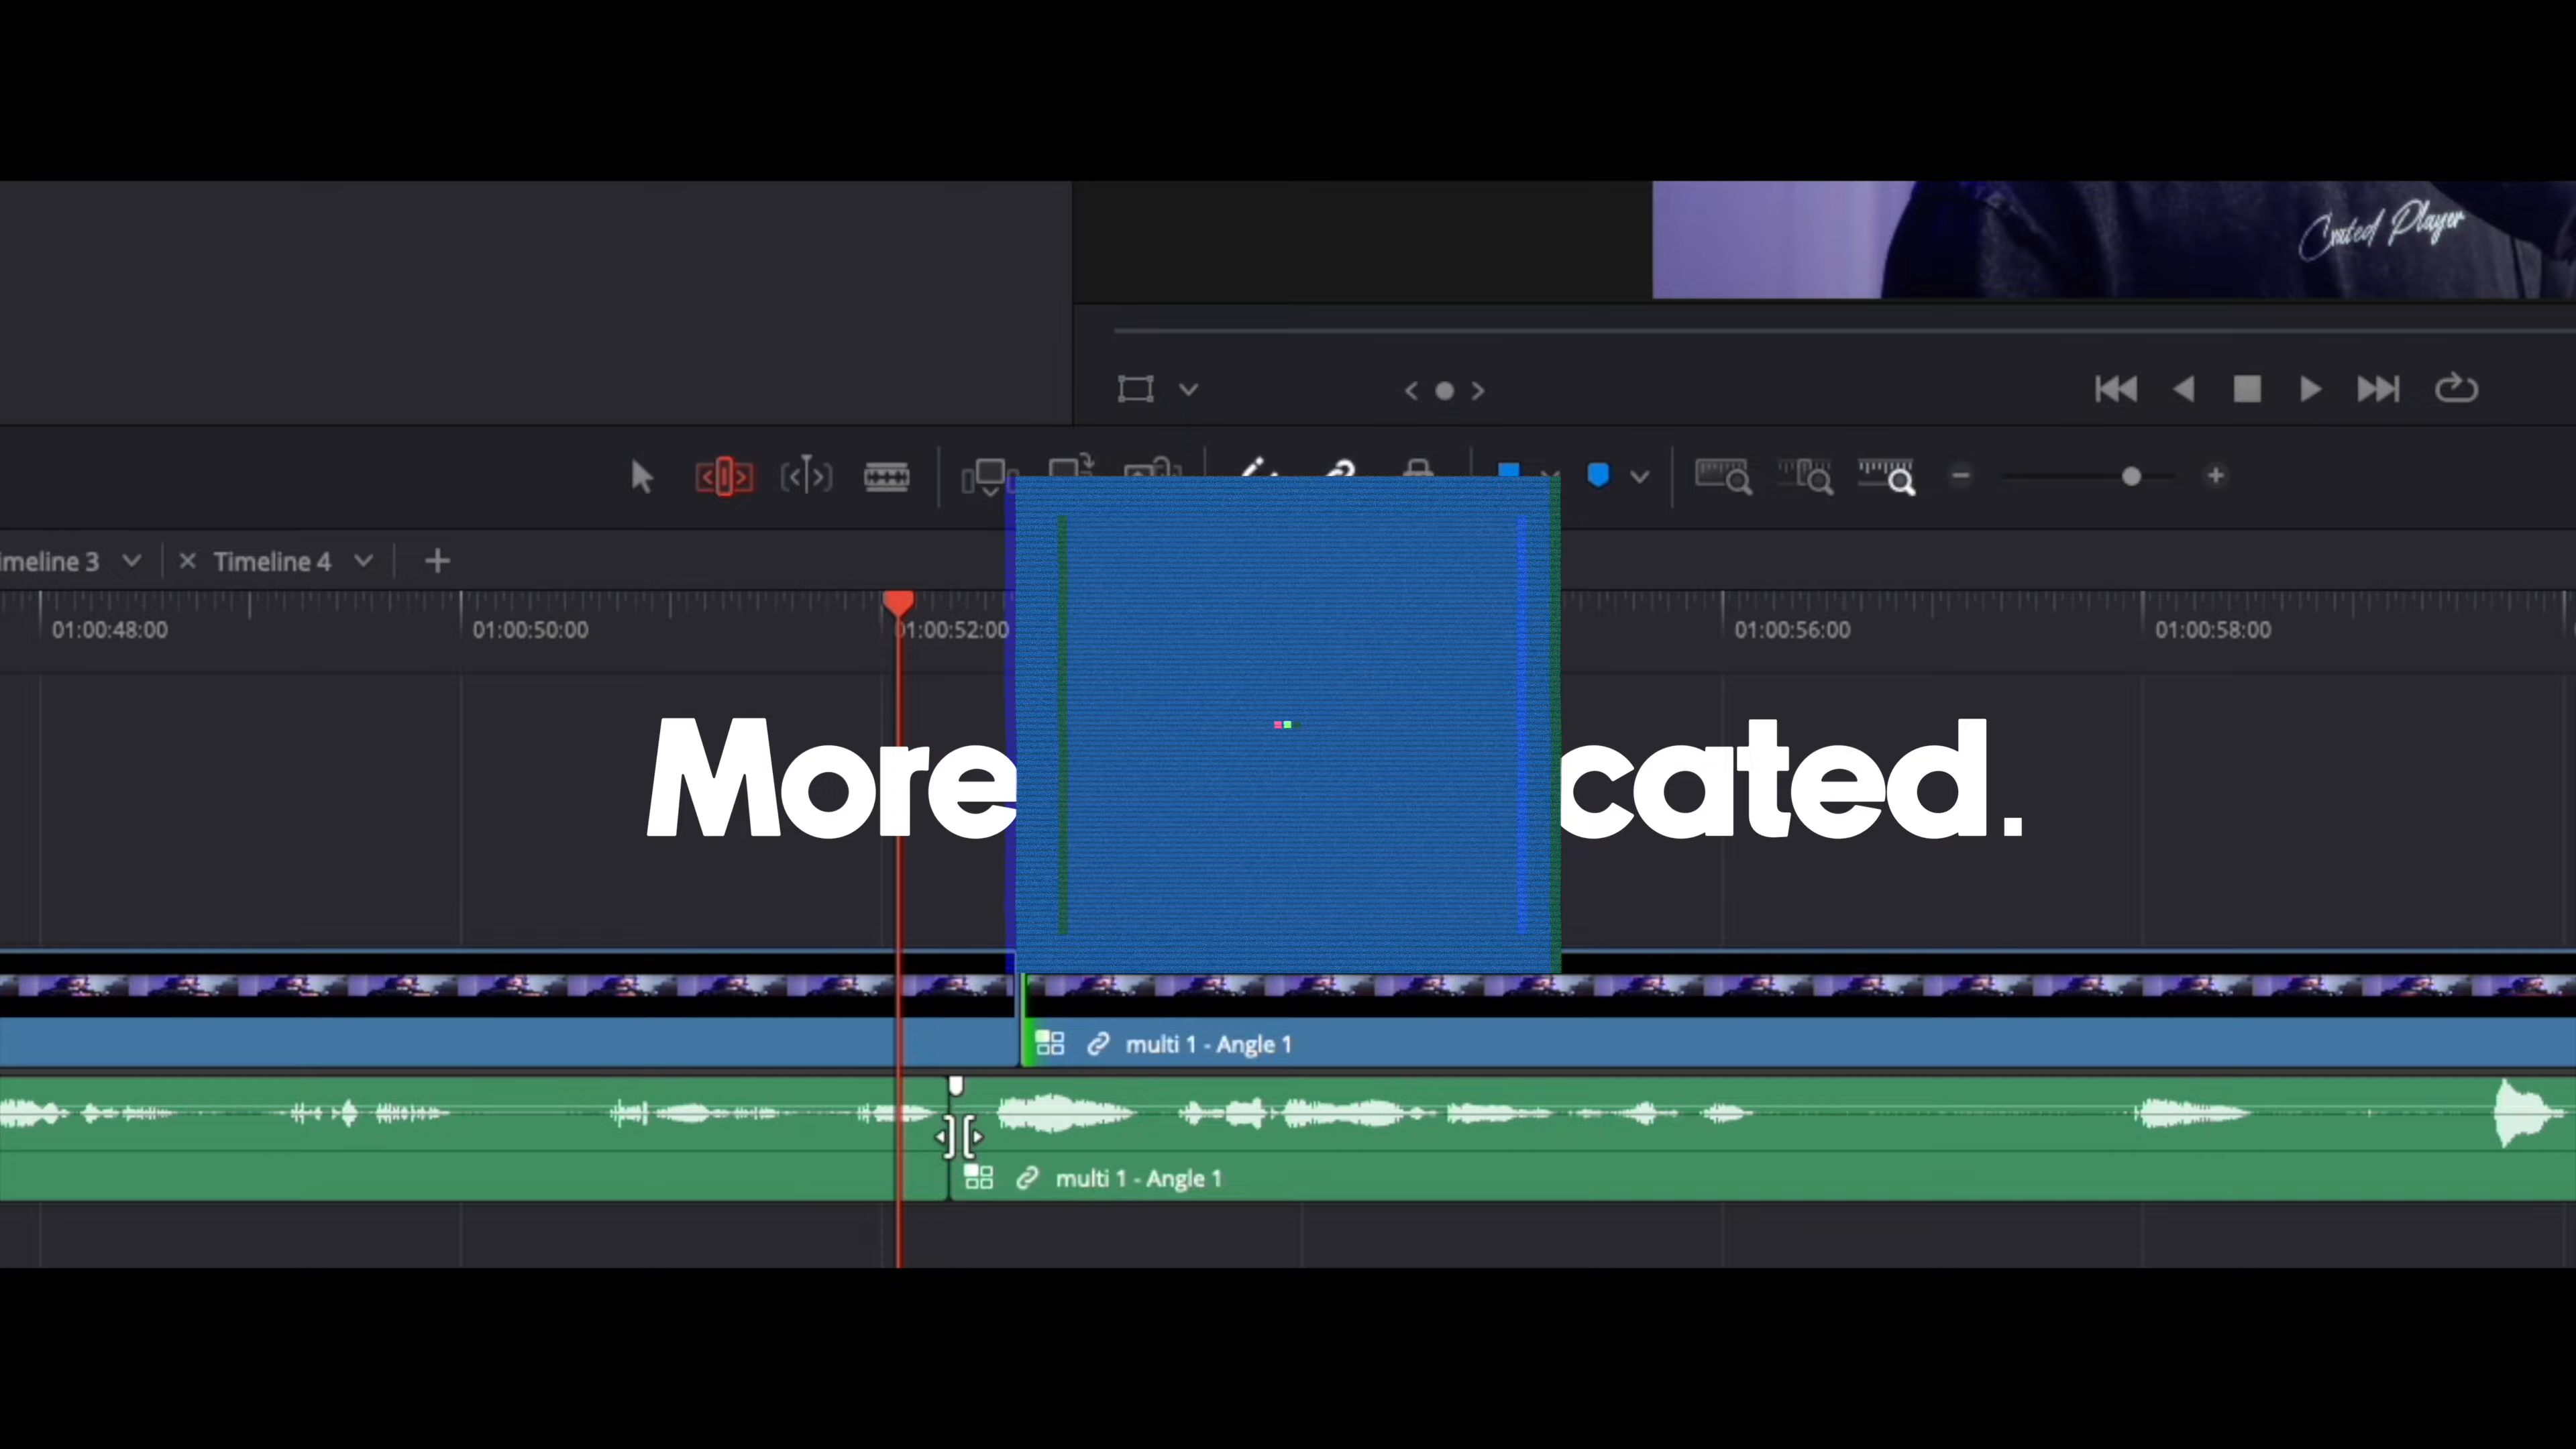 Crated Player
imeline 3 Timeline 4
01:00:48:00 01:00:50:00 01:00:52:00 01:00:56:00 01:00:58:00
More cated.
multi 1 - Angle 1
multi 1 - Angle 1